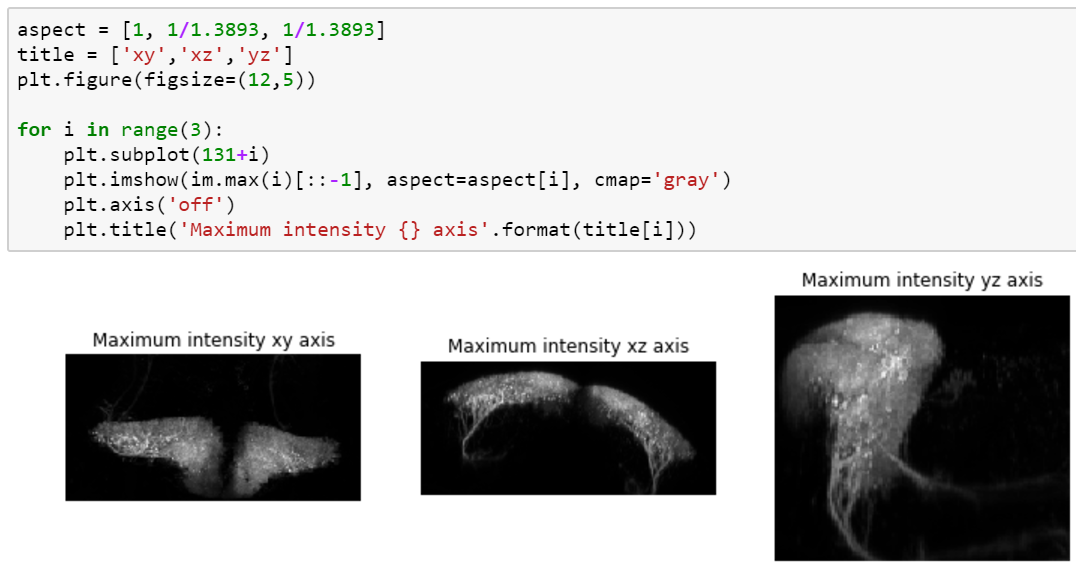 aspect = [1, 1/1.3893, 1/1.3893]
title = ['xy','xz','yz']
plt.figure(figsize=(12,5))

for i in range(3):
    plt.subplot(131+i)
    plt.imshow(im.max(i)[::-1], aspect=aspect[i], cmap='gray')
    plt.axis('off')
    plt.title('Maximum intensity {} axis'.format(title[i]))
Maximum intensity xy axis
Maximum intensity xz axis
Maximum intensity yz axis